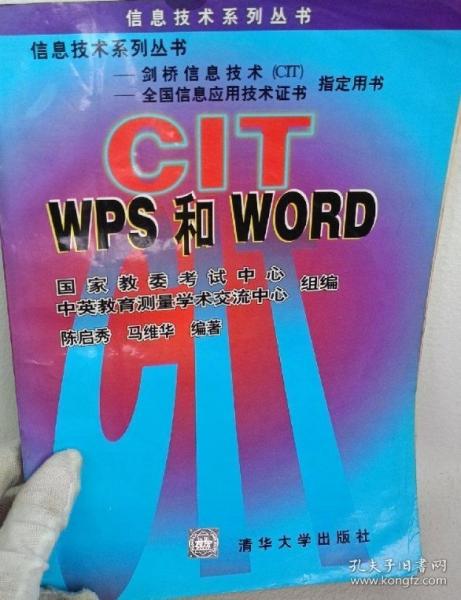 信息技术系列丛书
信息技术系列丛书
——剑桥信息技术(CIT)
——全国信息应用技术证书
指定用书
CIT
WPS 和 WORD
国家教委考试中心
中英教育测量学术交流中心
组编
陈启秀 马维华 编著
CIT
清华大学出版社
孔夫子旧书网
www.kongfz.com